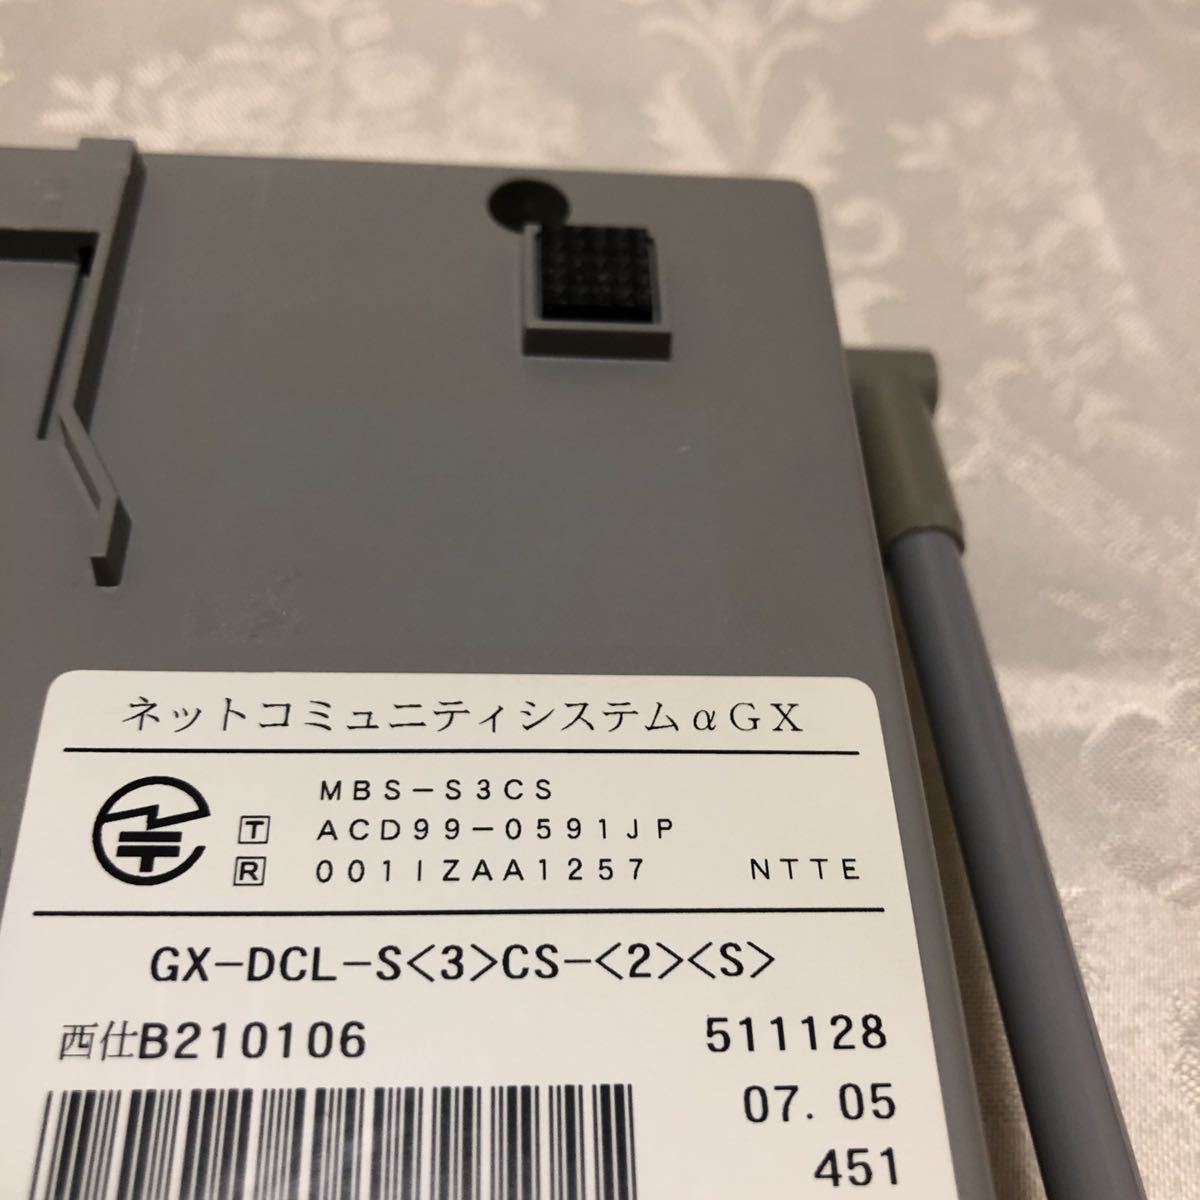 ネットコミュニティシステムαGX
MBS-S3CS
T ACD99-0591JP
R 001IZAA1257 NTTE
GX-DCL-S<3>CS-<2><S>
西仕B210106 511128
07.05
451